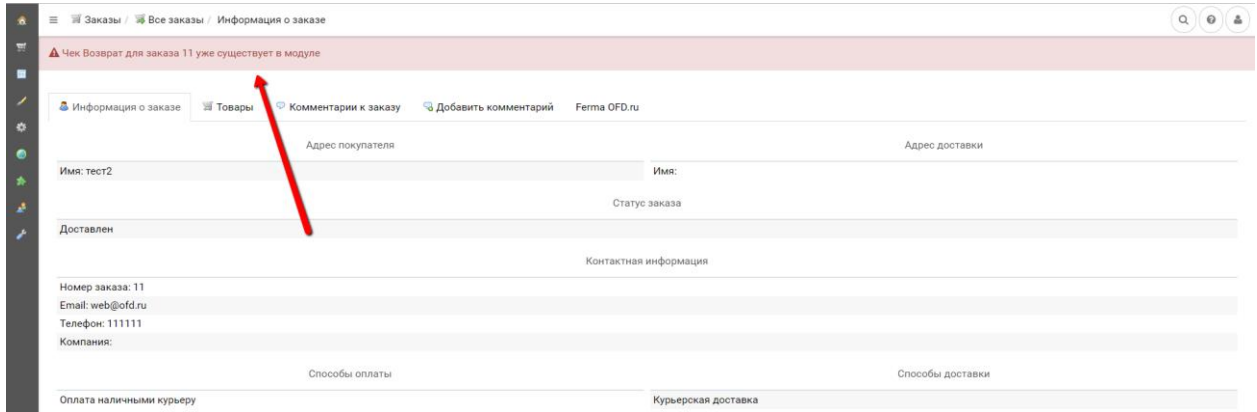 Заказы / Все заказы / Информация о заказе
Чек Возврат для заказа 11 уже существует в модуле
Информация о заказе Товары Комментарии к заказу Добавить комментарий Ferma OFD.ru
Адрес покупателя Адрес доставки
Имя: тест2 Имя:
Статус заказа
Доставлен
Контактная информация
Номер заказа: 11
Email: web@ofd.ru
Телефон: 111111
Компания:
Способы оплаты Способы доставки
Оплата наличными курьеру Курьерская доставка